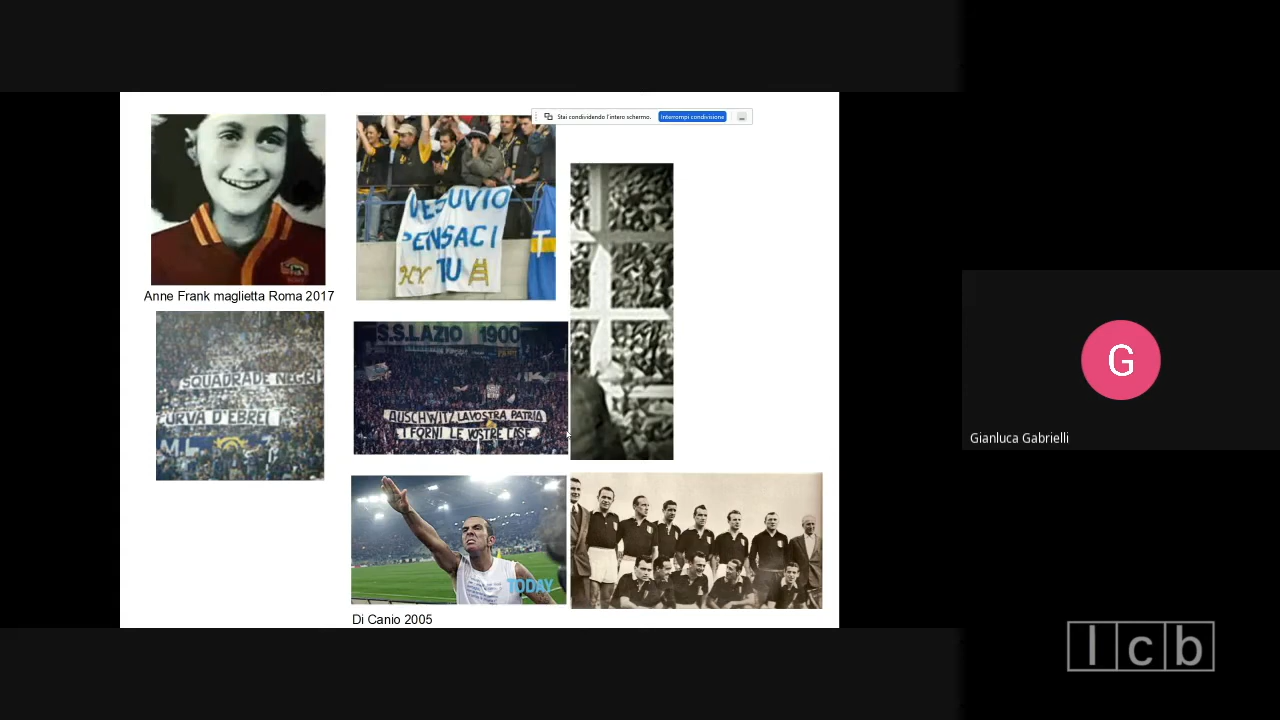 Stai condividendo l'intero schermo.
Interrompi condivisione
VESUVIO
PENSACI
TU
H.V.
Anne Frank maglietta Roma 2017
SQUADRA DE NEGRI
URVA D'EBREI
M.L.
S.S. LAZIO 1900
AUSCHWITZ LA VOSTRA PATRIA
I FORNI LE VOSTRE CASE
TODAY
Di Canio 2005
G
Gianluca Gabrielli
lcb